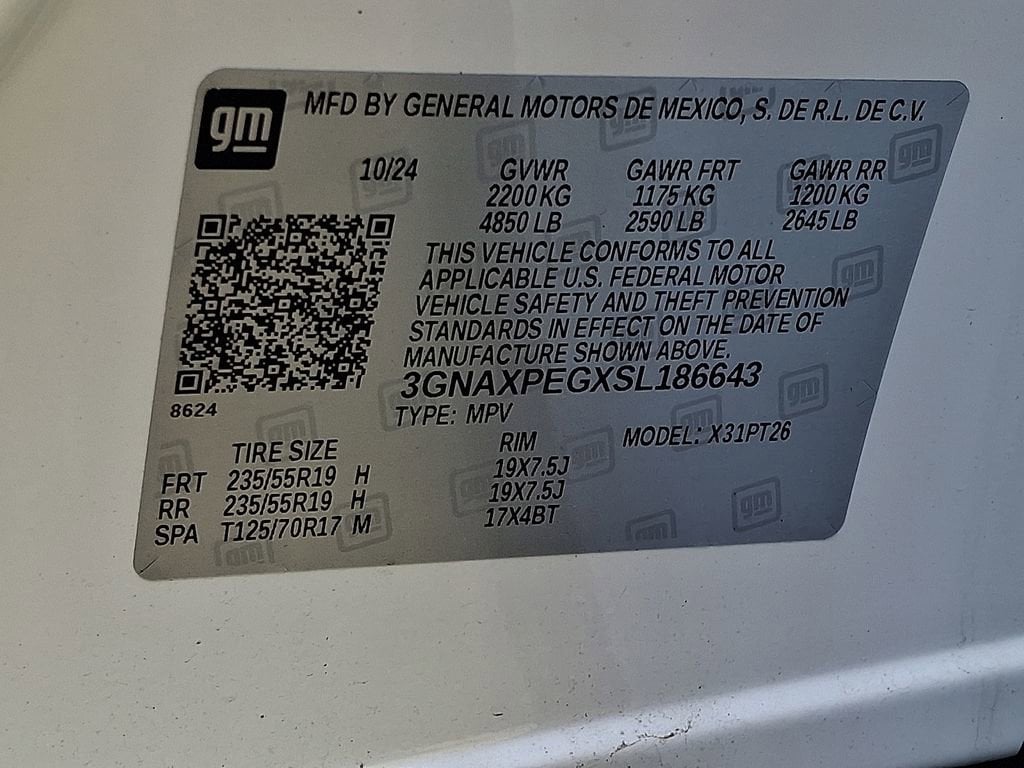 gm MFD BY GENERAL MOTORS DE MEXICO, S. DE R.L. DE C.V.
10/24 GVWR GAWR FRT GAWR RR
2200 KG 1175 KG 1200 KG
4850 LB 2590 LB 2645 LB
THIS VEHICLE CONFORMS TO ALL
APPLICABLE U.S. FEDERAL MOTOR
VEHICLE SAFETY AND THEFT PREVENTION
STANDARDS IN EFFECT ON THE DATE OF
MANUFACTURE SHOWN ABOVE.
3GNAXPEGXSL186643
8624
TYPE: MPV
TIRE SIZE RIM MODEL: X31PT26
FRT 235/55R19 H 19X7.5J
RR 235/55R19 H 19X7.5J
SPA T125/70R17 M 17X4BT